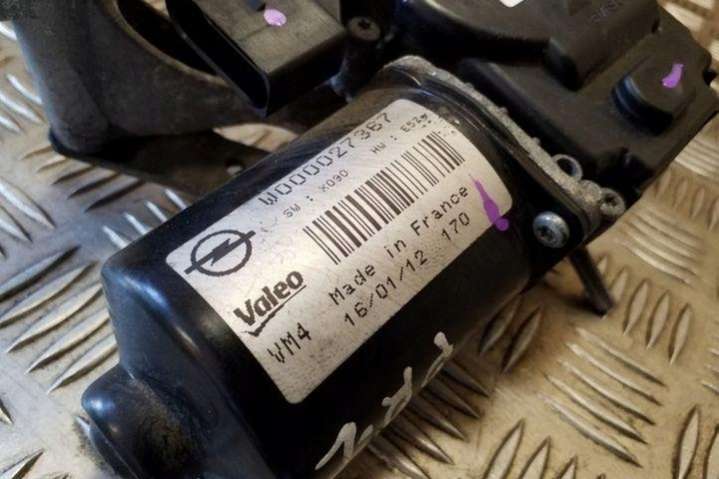 W000027367
SW : X090 HW : E52
Valeo
Made in France
WM4 16/01/12 170